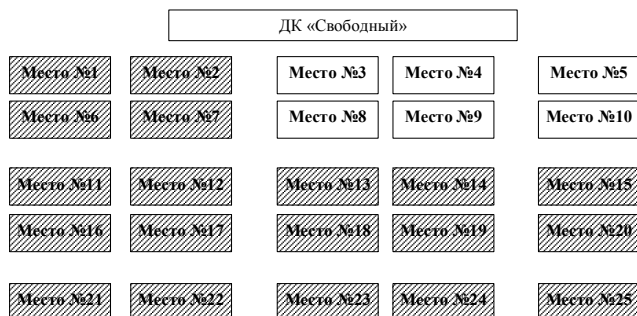 ДК «Свободный»
Место №1 Место №2 Место №3 Место №4 Место №5
Место №6 Место №7 Место №8 Место №9 Место №10
Место №11 Место №12 Место №13 Место №14 Место №15
Место №16 Место №17 Место №18 Место №19 Место №20
Место №21 Место №22 Место №23 Место №24 Место №25